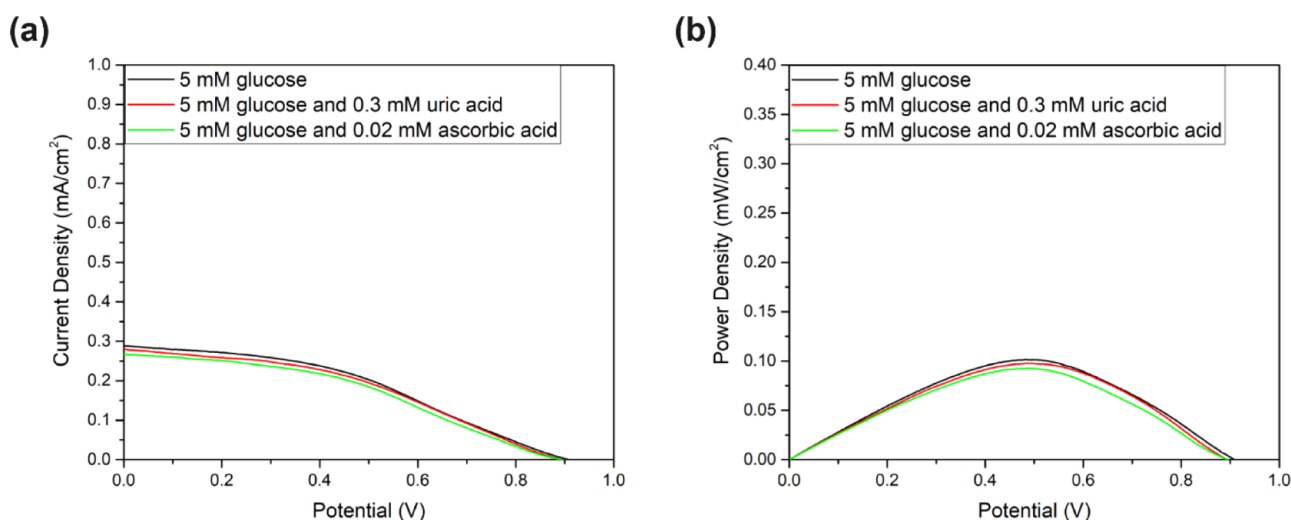 (a)
1.0
0.9
0.8
0.7
0.6
0.5
0.4
0.3
0.2
0.1
0.0
Current Density (mA/cm²)
5 mM glucose
5 mM glucose and 0.3 mM uric acid
5 mM glucose and 0.02 mM ascorbic acid
0.0 0.2 0.4 0.6 0.8 1.0
Potential (V)
(b)
0.40
0.35
0.30
0.25
0.20
0.15
0.10
0.05
0.00
Power Density (mW/cm²)
5 mM glucose
5 mM glucose and 0.3 mM uric acid
5 mM glucose and 0.02 mM ascorbic acid
0.0 0.2 0.4 0.6 0.8 1.0
Potential (V)